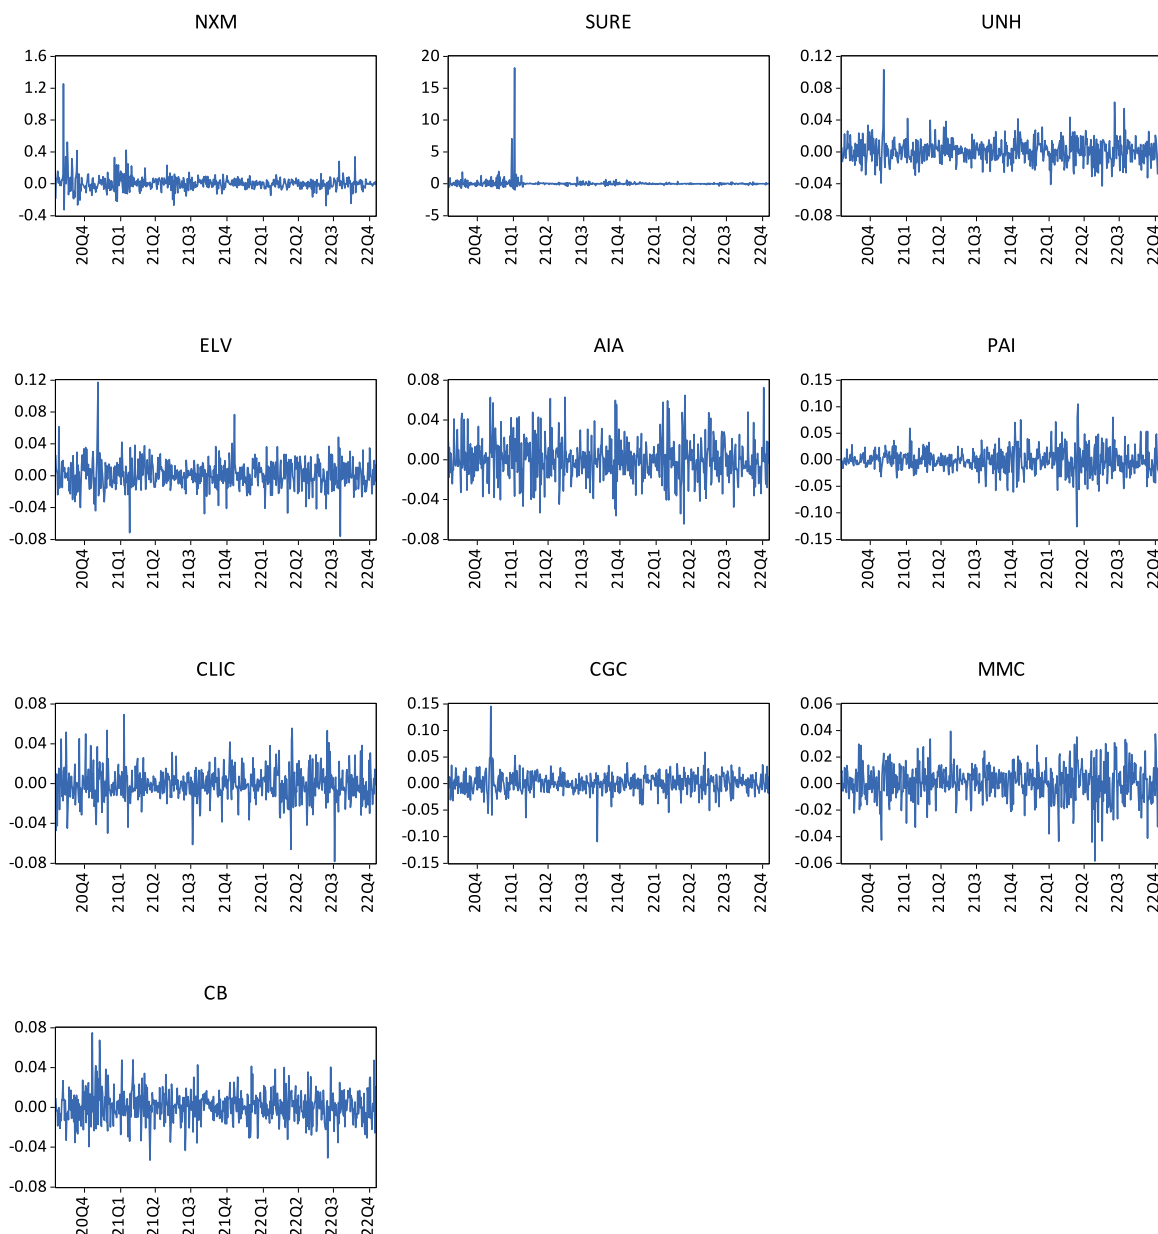 NXM
1.6
1.2
0.8
0.4
0.0
-0.4
20Q4
21Q1
21Q2
21Q3
21Q4
22Q1
22Q2
22Q3
22Q4
SURE
20
15
10
5
0
-5
20Q4
21Q1
21Q2
21Q3
21Q4
22Q1
22Q2
22Q3
22Q4
UNH
0.12
0.08
0.04
0.00
-0.04
-0.08
20Q4
21Q1
21Q2
21Q3
21Q4
22Q1
22Q2
22Q3
22Q4
ELV
0.12
0.08
0.04
0.00
-0.04
-0.08
20Q4
21Q1
21Q2
21Q3
21Q4
22Q1
22Q2
22Q3
22Q4
AIA
0.08
0.04
0.00
-0.04
-0.08
20Q4
21Q1
21Q2
21Q3
21Q4
22Q1
22Q2
22Q3
22Q4
PAI
0.15
0.10
0.05
0.00
-0.05
-0.10
-0.15
20Q4
21Q1
21Q2
21Q3
21Q4
22Q1
22Q2
22Q3
22Q4
CLIC
0.08
0.04
0.00
-0.04
-0.08
20Q4
21Q1
21Q2
21Q3
21Q4
22Q1
22Q2
22Q3
22Q4
CGC
0.15
0.10
0.05
0.00
-0.05
-0.10
-0.15
20Q4
21Q1
21Q2
21Q3
21Q4
22Q1
22Q2
22Q3
22Q4
MMC
0.06
0.04
0.02
0.00
-0.02
-0.04
-0.06
20Q4
21Q1
21Q2
21Q3
21Q4
22Q1
22Q2
22Q3
22Q4
CB
0.08
0.04
0.00
-0.04
-0.08
20Q4
21Q1
21Q2
21Q3
21Q4
22Q1
22Q2
22Q3
22Q4